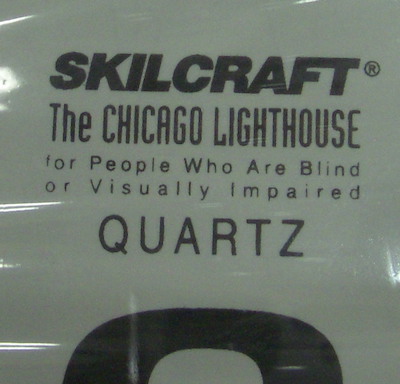 SKILCRAFT®
The CHICAGO LIGHTHOUSE
for People Who Are Blind
or Visually Impaired
QUARTZ